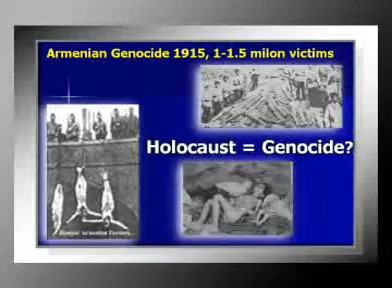 Armenian Genocide 1915, 1-1.5 milon victims
Holocaust = Genocide?